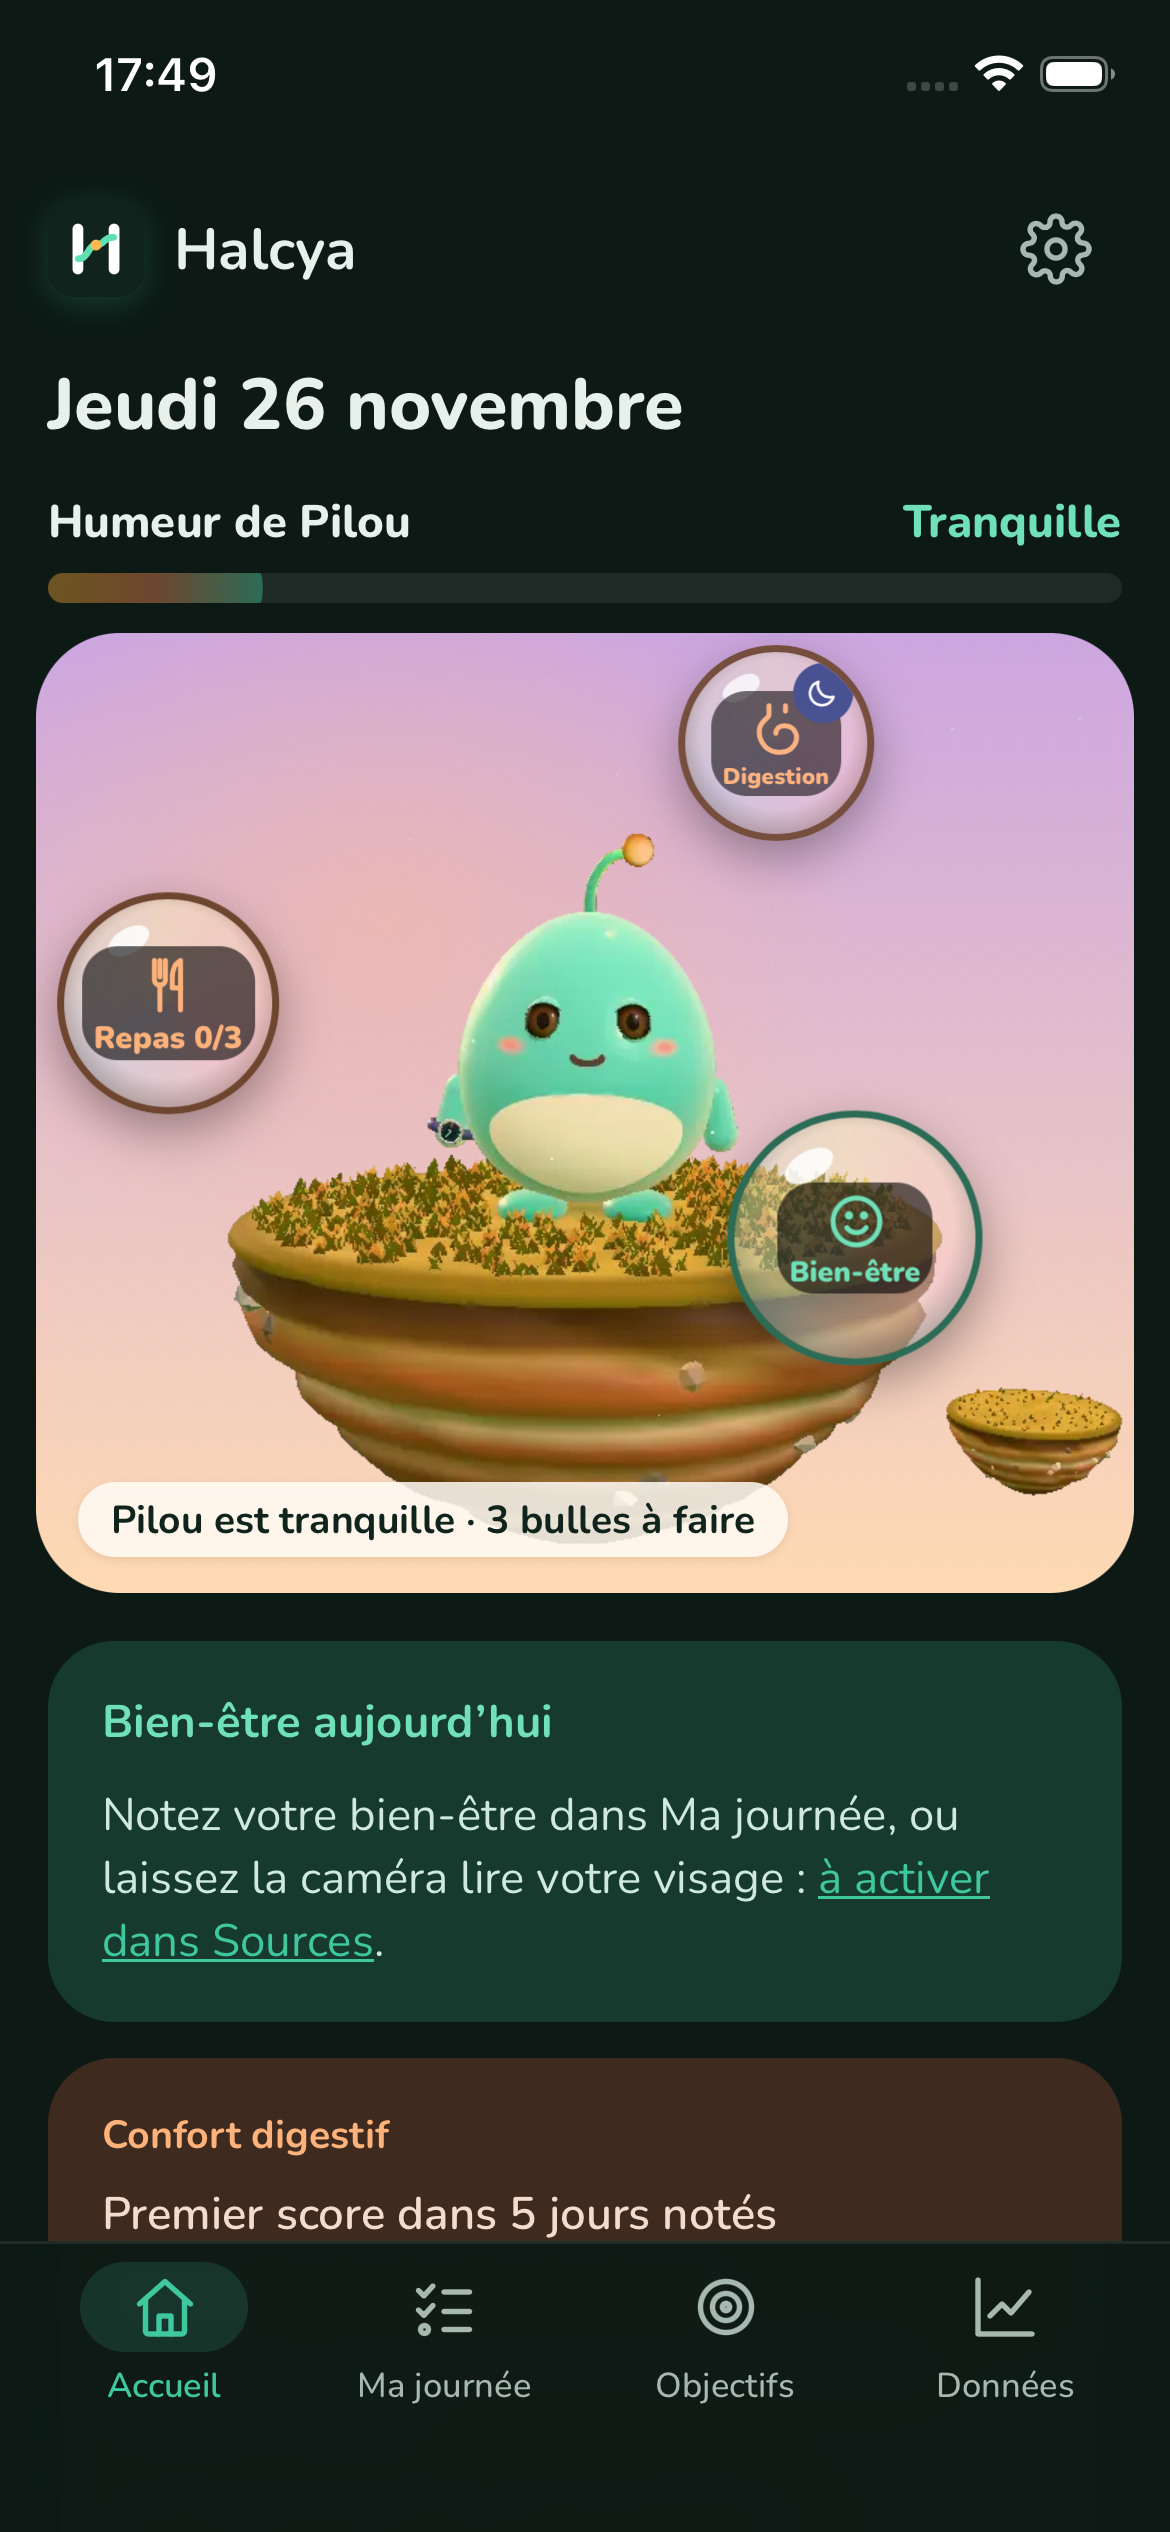 17:49
Halcya
Jeudi 26 novembre
Humeur de Pilou
Tranquille
Digestion
Repas 0/3
Bien-être
Pilou est tranquille · 3 bulles à faire
Bien-être aujourd’hui
Notez votre bien-être dans Ma journée, ou
laissez la caméra lire votre visage : à activer
dans Sources.
Confort digestif
Premier score dans 5 jours notés
Accueil
Ma journée
Objectifs
Données